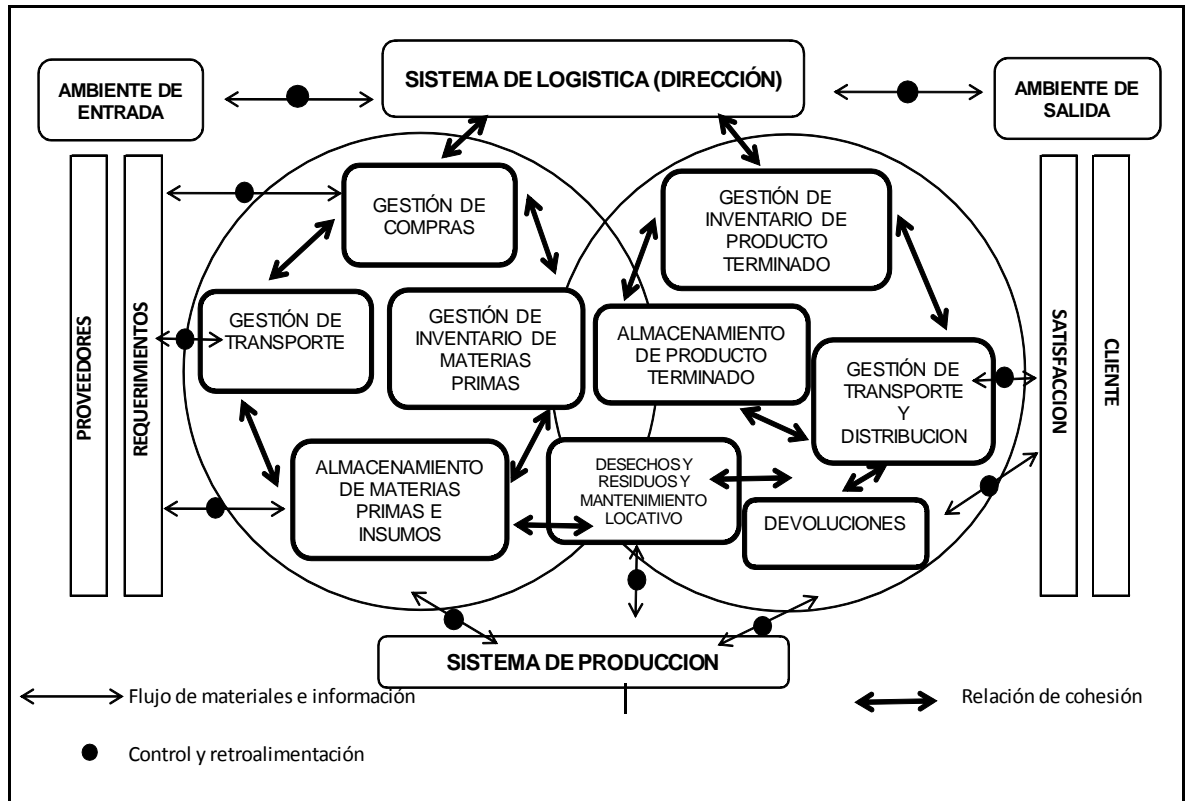 AMBIENTE DE
ENTRADA
SISTEMA DE LOGISTICA (DIRECCIÓN)
AMBIENTE DE
SALIDA
PROVEEDORES
REQUERIMIENTOS
GESTIÓN DE
COMPRAS
GESTIÓN DE
TRANSPORTE
GESTIÓN DE
INVENTARIO DE
MATERIAS
PRIMAS
ALMACENAMIENTO
DE MATERIAS
PRIMAS E
INSUMOS
GESTIÓN DE
INVENTARIO DE
PRODUCTO
TERMINADO
ALMACENAMIENTO
DE PRODUCTO
TERMINADO
GESTIÓN DE
TRANSPORTE
Y
DISTRIBUCION
DESECHOS Y
RESIDUOS Y
MANTENIMIENTO
LOCATIVO
DEVOLUCIONES
SATISFACCION
CLIENTE
SISTEMA DE PRODUCCION
Flujo de materiales e información
Relación de cohesión
Control y retroalimentación